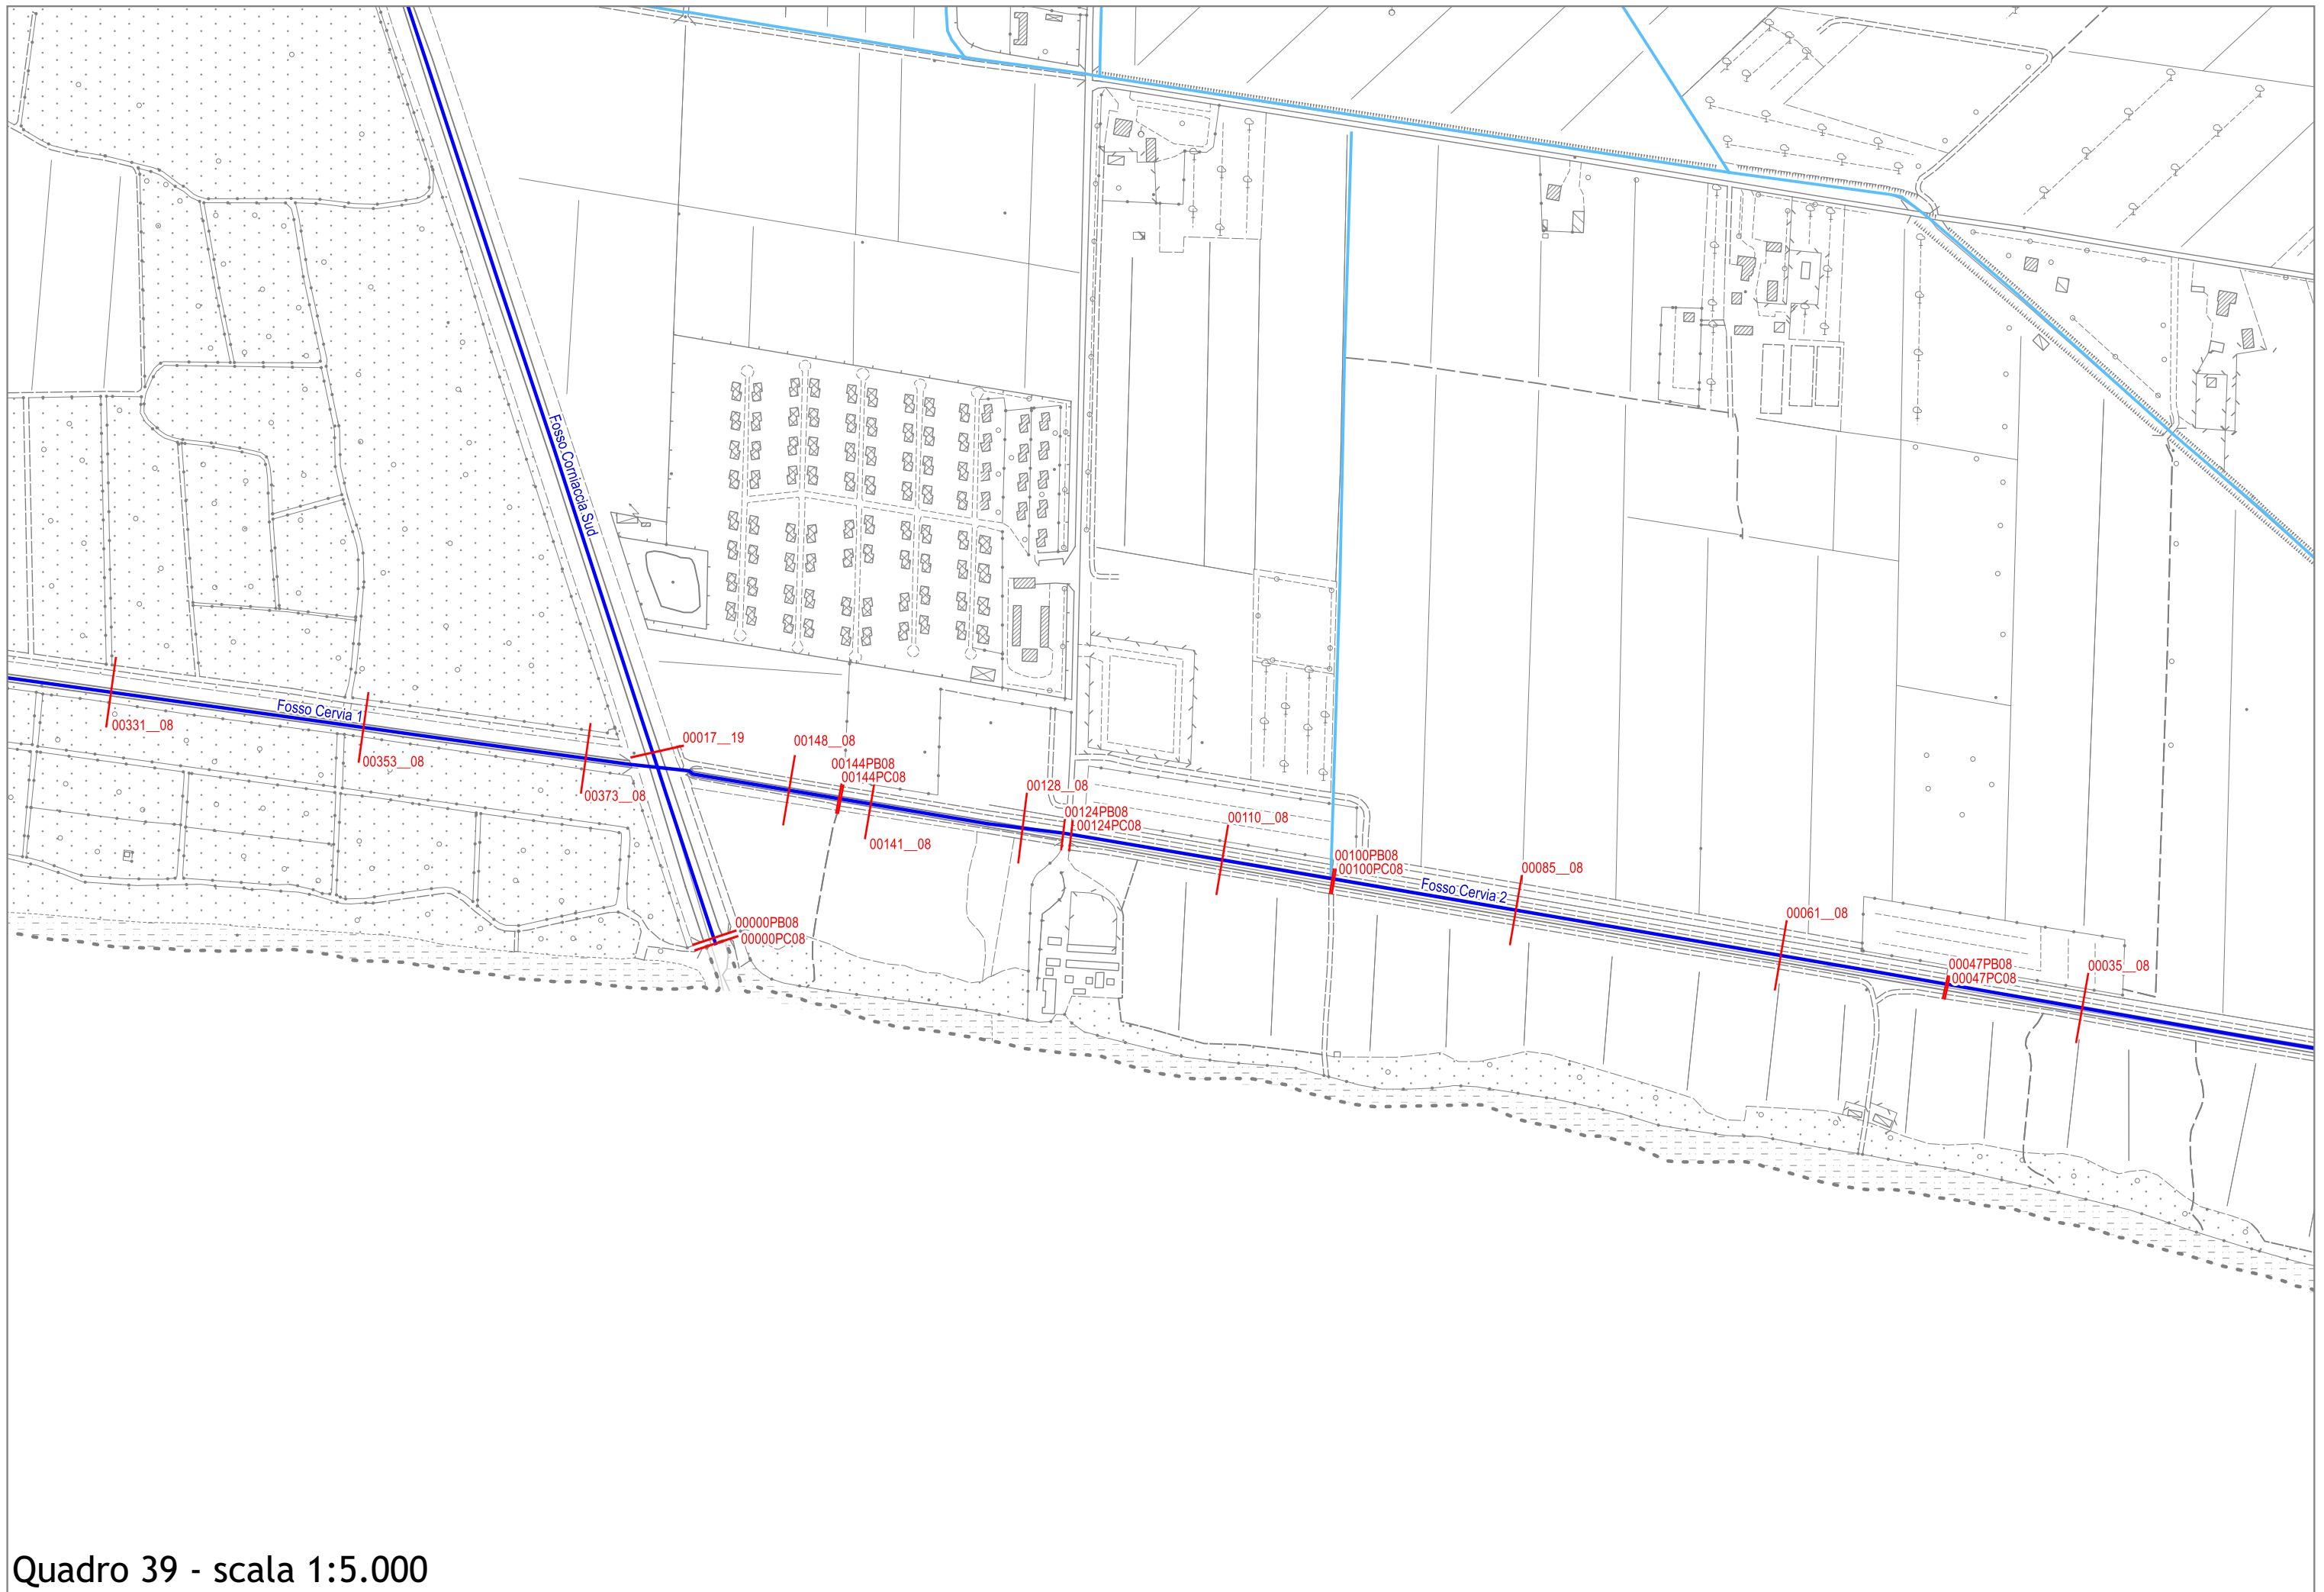 Fosso Corniaccia Sud
Fosso Cervia 1
00331__08
00353__08
00373__08
00017__19
00148__08
00144PB08
00144PC08
00141__08
00128__08
00124PB08
00124PC08
00110__08
00100PB08
00100PC08
Fosso Cervia 2
00085__08
00061__08
00047PB08
00047PC08
00035__08
00000PB08
00000PC08
Quadro 39 - scala 1:5.000